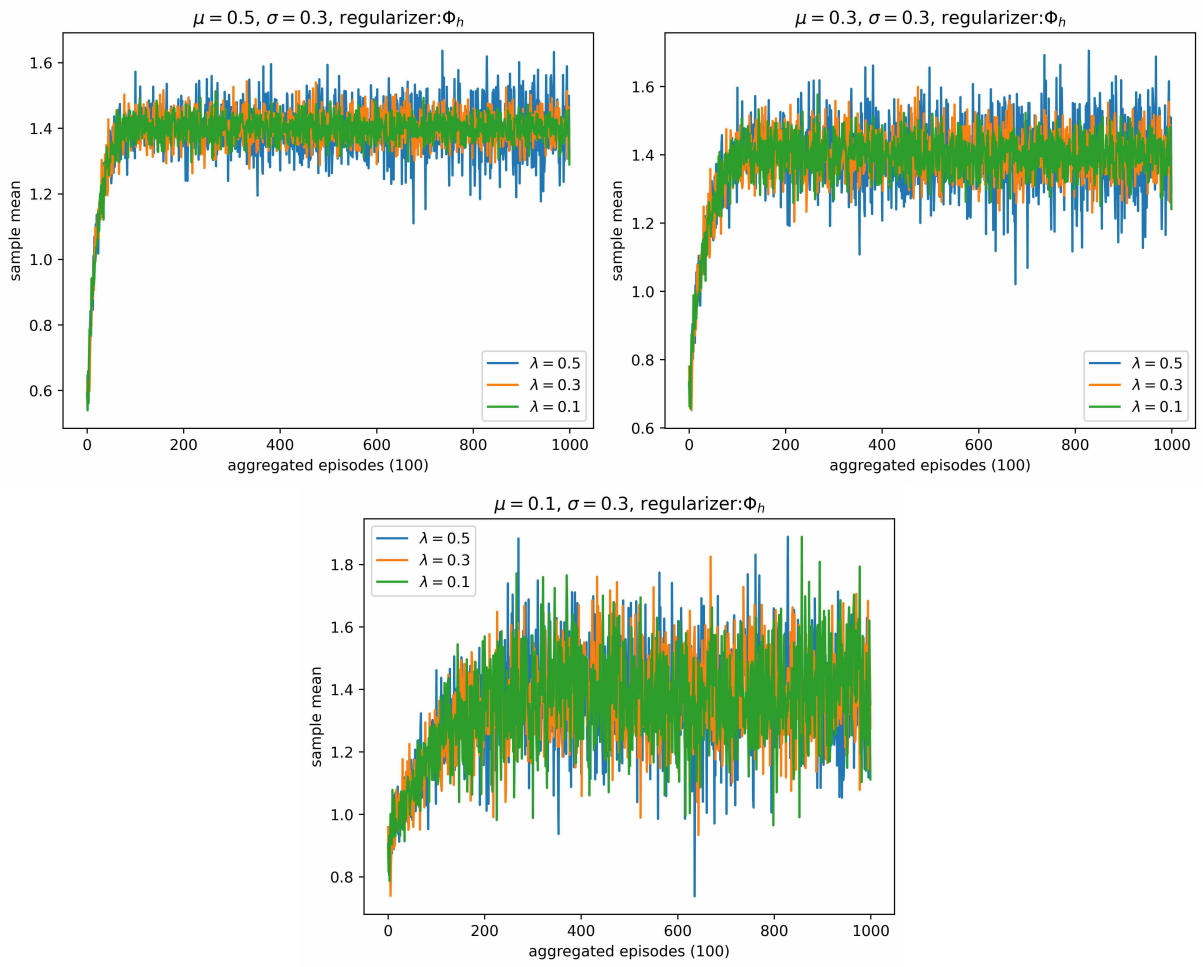 μ = 0.5, σ = 0.3, regularizer:Φₕ
sample mean
1.6
1.4
1.2
1.0
0.8
0.6
0 200 400 600 800 1000
aggregated episodes (100)
λ = 0.5
λ = 0.3
λ = 0.1
μ = 0.3, σ = 0.3, regularizer:Φₕ
sample mean
1.6
1.4
1.2
1.0
0.8
0.6
0 200 400 600 800 1000
aggregated episodes (100)
λ = 0.5
λ = 0.3
λ = 0.1
μ = 0.1, σ = 0.3, regularizer:Φₕ
λ = 0.5
λ = 0.3
λ = 0.1
sample mean
1.8
1.6
1.4
1.2
1.0
0.8
0 200 400 600 800 1000
aggregated episodes (100)